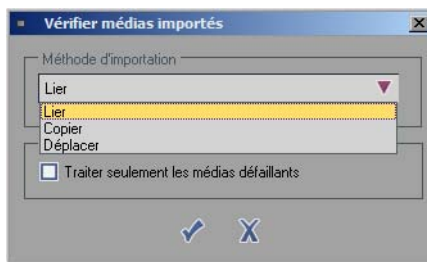 Vérifier médias importés
Méthode d'importation
Lier
Lier
Copier
Déplacer
Traiter seulement les médias défaillants